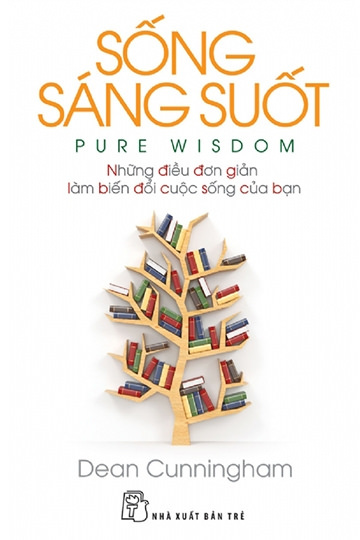 SỐNG
SÁNG SUỐT
PURE WISDOM
Những điều đơn giản
làm biến đổi cuộc sống của bạn
Dean Cunningham
NHÀ XUẤT BẢN TRẺ